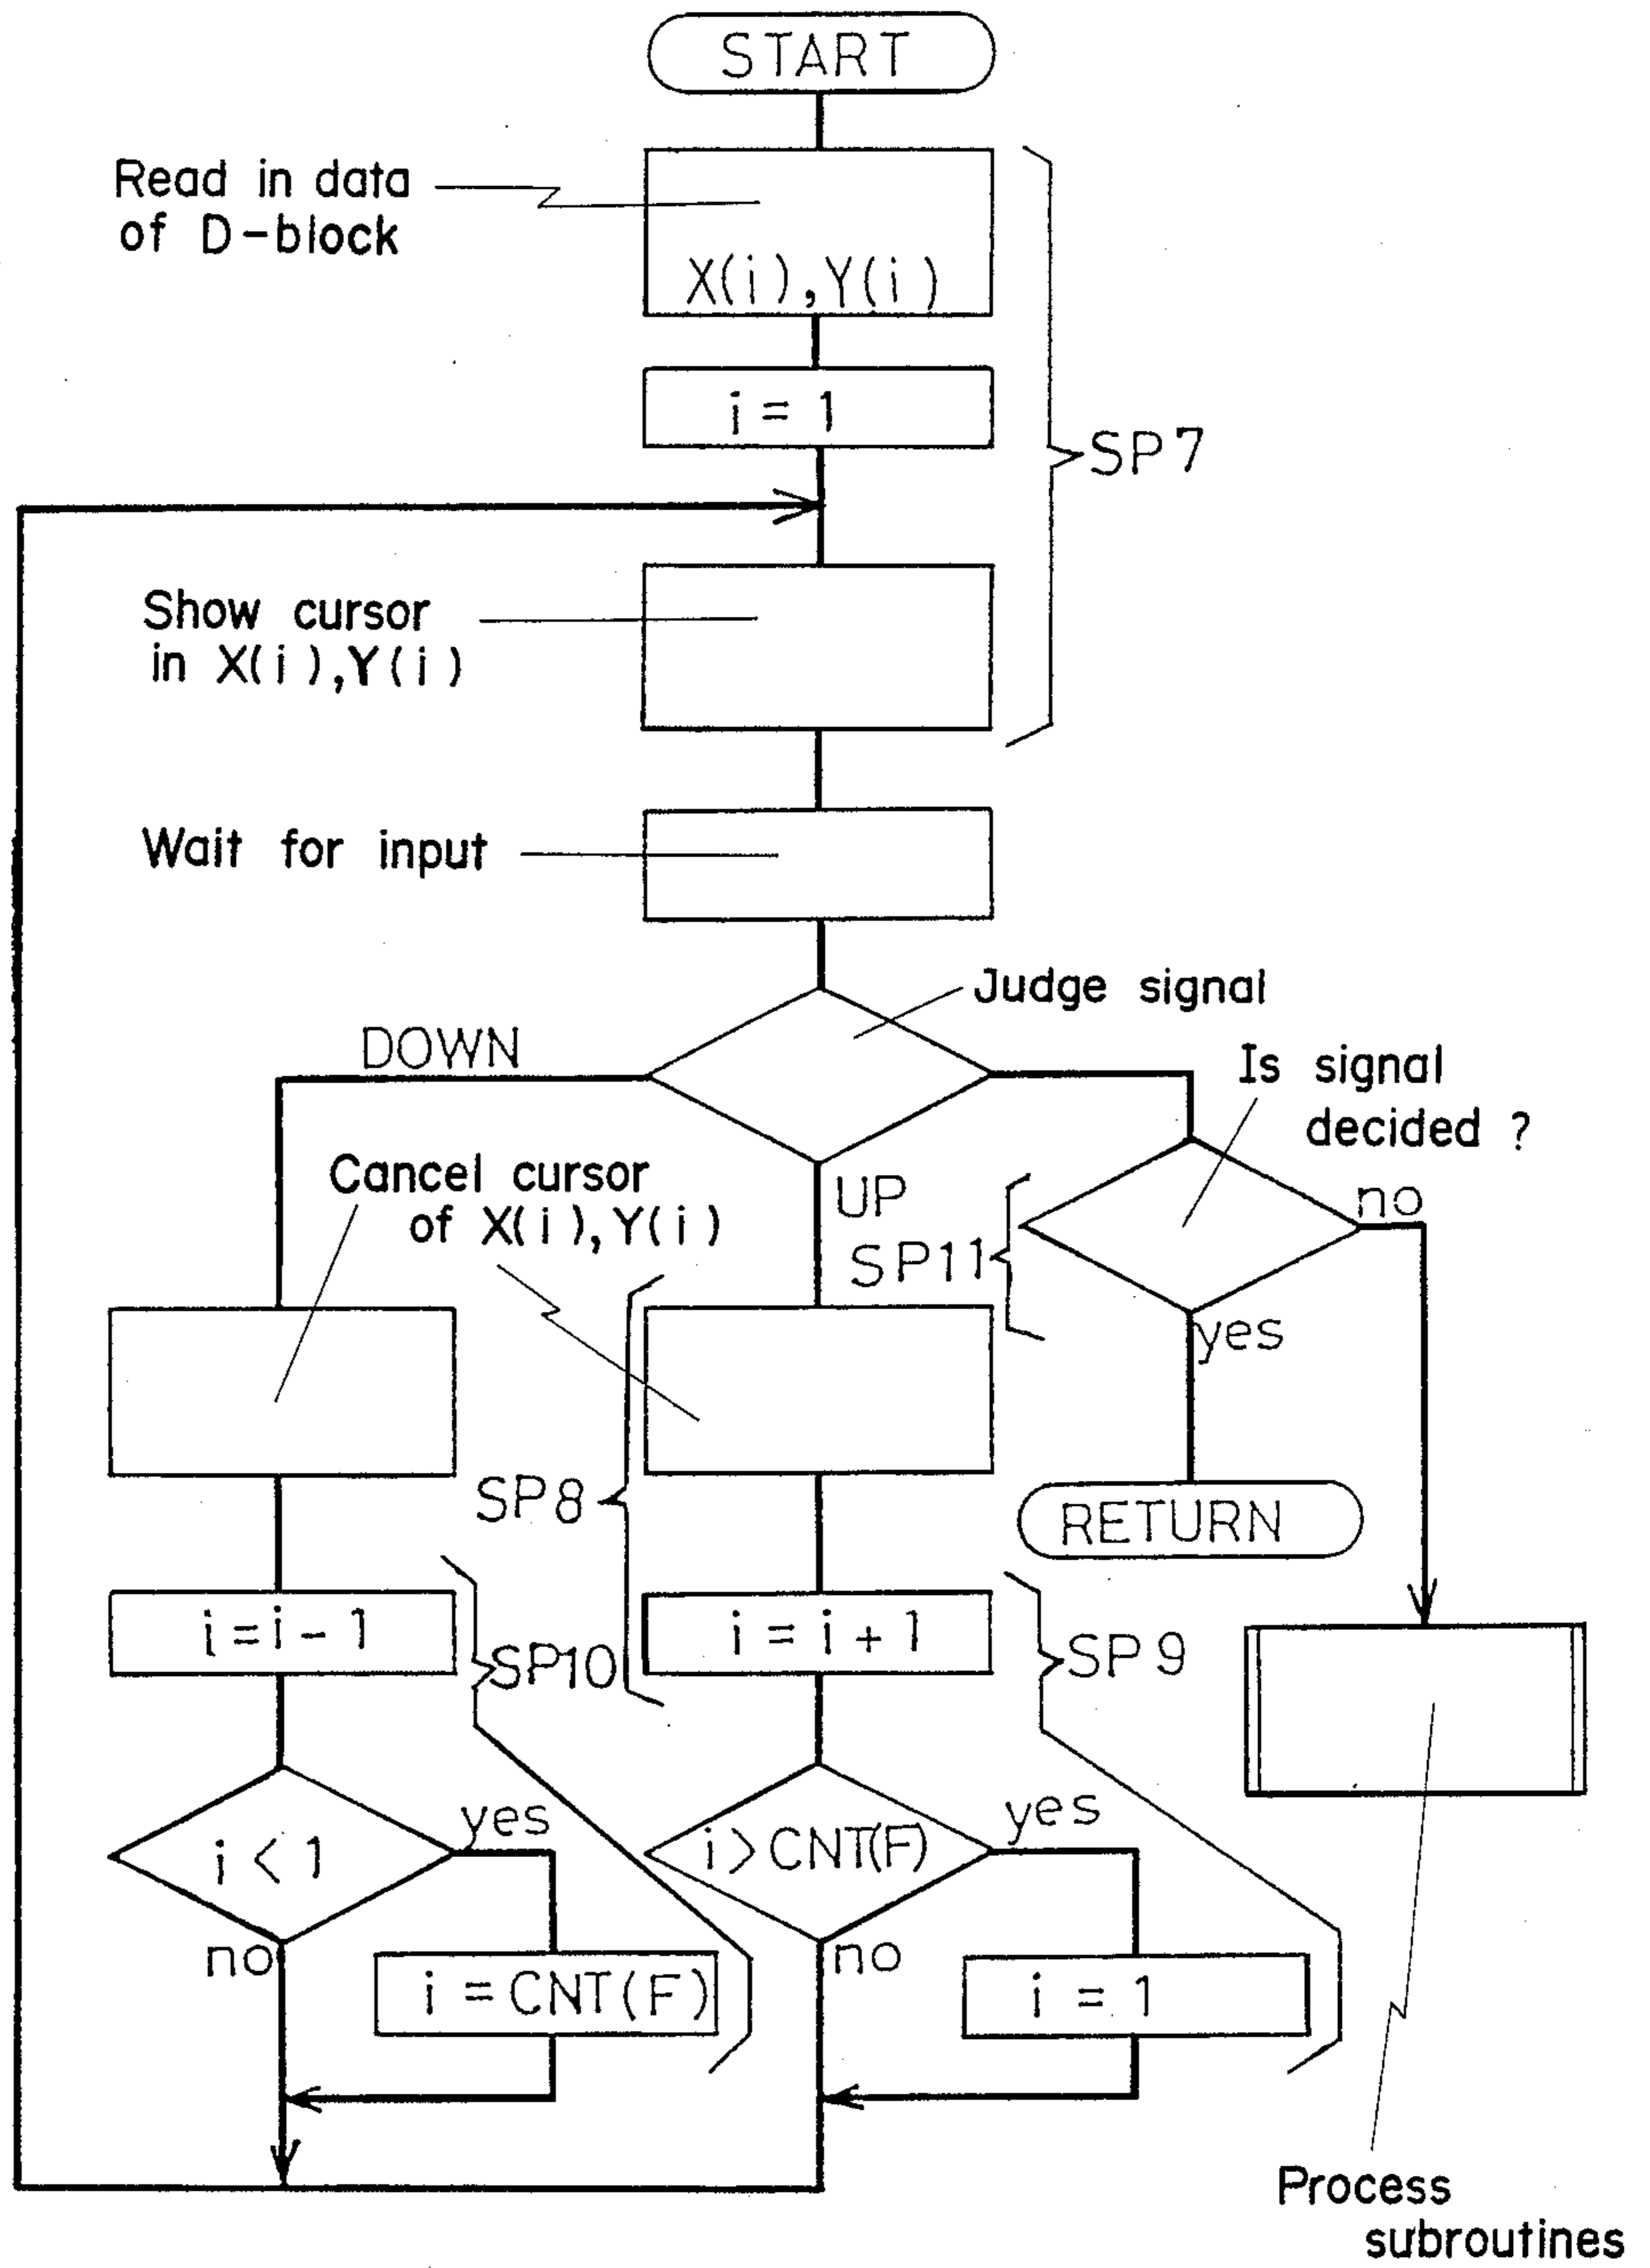 START
Read in data
of D-block
X(i),Y(i)
i = 1
SP7
Show cursor
in X(i),Y(i)
Wait for input
Judge signal
DOWN
Is signal
decided ?
Cancel cursor
of X(i),Y(i)
UP
no
SP11
yes
SP8
RETURN
i=i-1
SP10
i = i + 1
SP9
i < 1
yes
i > CNT(F)
yes
no
i = CNT(F)
no
i = 1
Process
subroutines